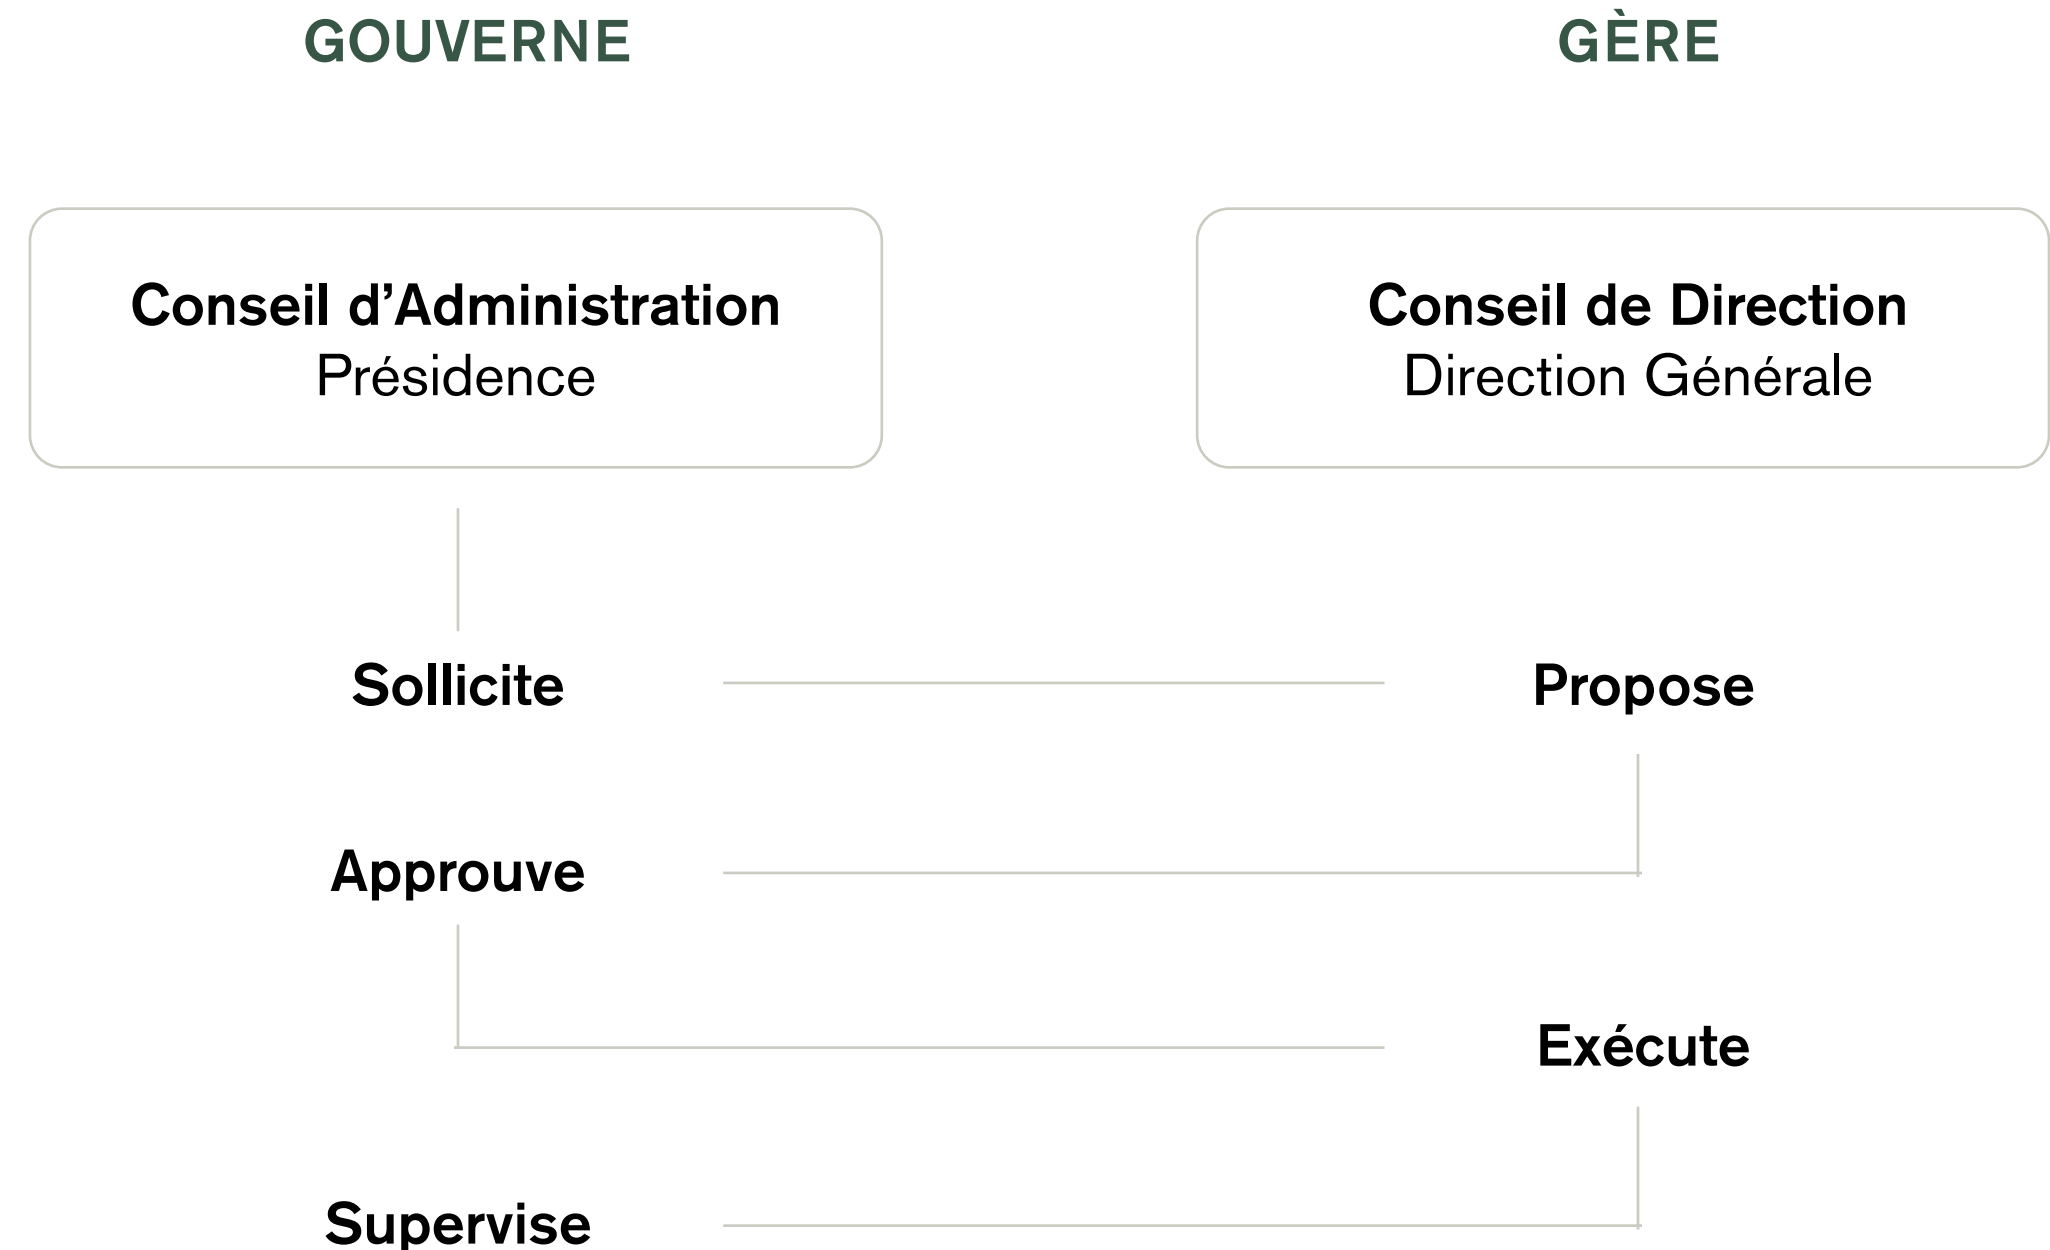 GOUVERNE
GÈRE
Conseil d’Administration
Présidence
Conseil de Direction
Direction Générale
Sollicite
Propose
Approuve
Exécute
Supervise